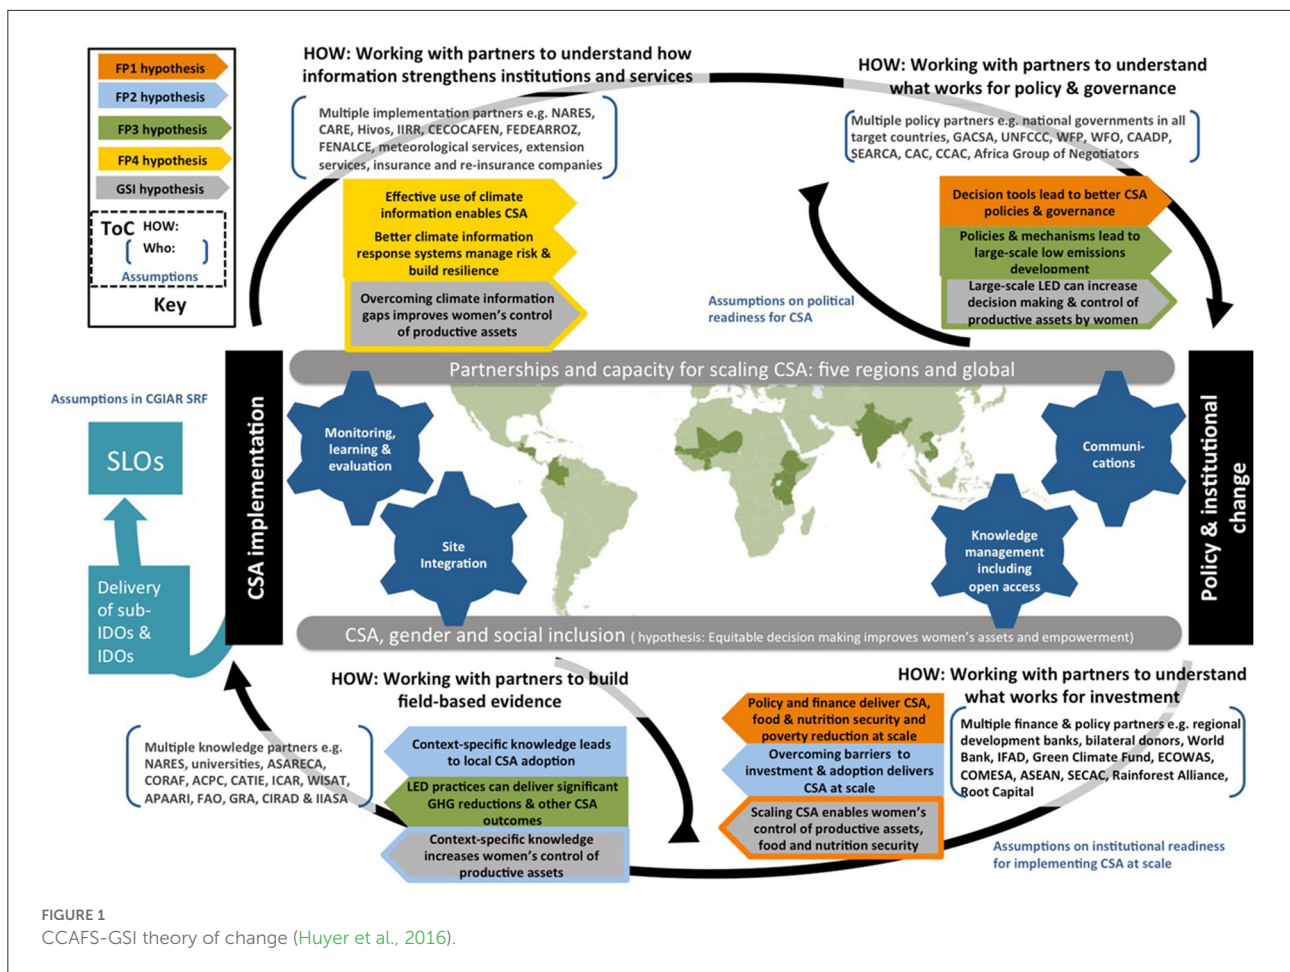 FP1 hypothesis
FP2 hypothesis
FP3 hypothesis
FP4 hypothesis
GSI hypothesis
ToC HOW:
Who:
Assumptions
Key
HOW: Working with partners to understand how
information strengthens institutions and services
Multiple implementation partners e.g. NARES,
CARE, Hivos, IIRR, CECOCAFEN, FEDEARROZ,
FENALCE, meteorological services, extension
services, insurance and re-insurance companies
Effective use of climate
information enables CSA
Better climate information
response systems manage risk &
build resilience
Overcoming climate information
gaps improves women's control
of productive assets
HOW: Working with partners to understand
what works for policy & governance
Multiple policy partners e.g. national governments in all
target countries, GACSA, UNFCCC, WFP, WFO, CAADP,
SEARCA, CAC, CCAC, Africa Group of Negotiators
Decision tools lead to better CSA
policies & governance
Policies & mechanisms lead to
large-scale low emissions
development
Large-scale LED can increase
decision making & control of
productive assets by women
Assumptions on political
readiness for CSA
Partnerships and capacity for scaling CSA: five regions and global
Assumptions in CGIAR SRF
SLOs
Delivery
of sub-
IDOs &
IDOs
CSA implementation
Monitoring,
learning &
evaluation
Site
Integration
Communi-
cations
Knowledge
management
including
open access
Policy & institutional
change
CSA, gender and social inclusion ( hypothesis: Equitable decision making improves women's assets and empowerment)
HOW: Working with partners to build
field-based evidence
Multiple knowledge partners e.g.
NARES, universities, ASARECA,
CORAF, ACPC, CATIE, ICAR, WISAT,
APAARI, FAO, GRA, CIRAD & IIASA
Context-specific knowledge leads
to local CSA adoption
LED practices can deliver significant
GHG reductions & other CSA
outcomes
Context-specific knowledge
increases women's control of
productive assets
HOW: Working with partners to understand
what works for investment
Policy and finance deliver CSA,
food & nutrition security and
poverty reduction at scale
Overcoming barriers to
investment & adoption delivers
CSA at scale
Scaling CSA enables women's
control of productive assets,
food and nutrition security
Multiple finance & policy partners e.g. regional
development banks, bilateral donors, World
Bank, IFAD, Green Climate Fund, ECOWAS,
COMESA, ASEAN, SECAC, Rainforest Alliance,
Root Capital
Assumptions on institutional readiness
for implementing CSA at scale
FIGURE 1
CCAFS-GSI theory of change (Huyer et al., 2016).